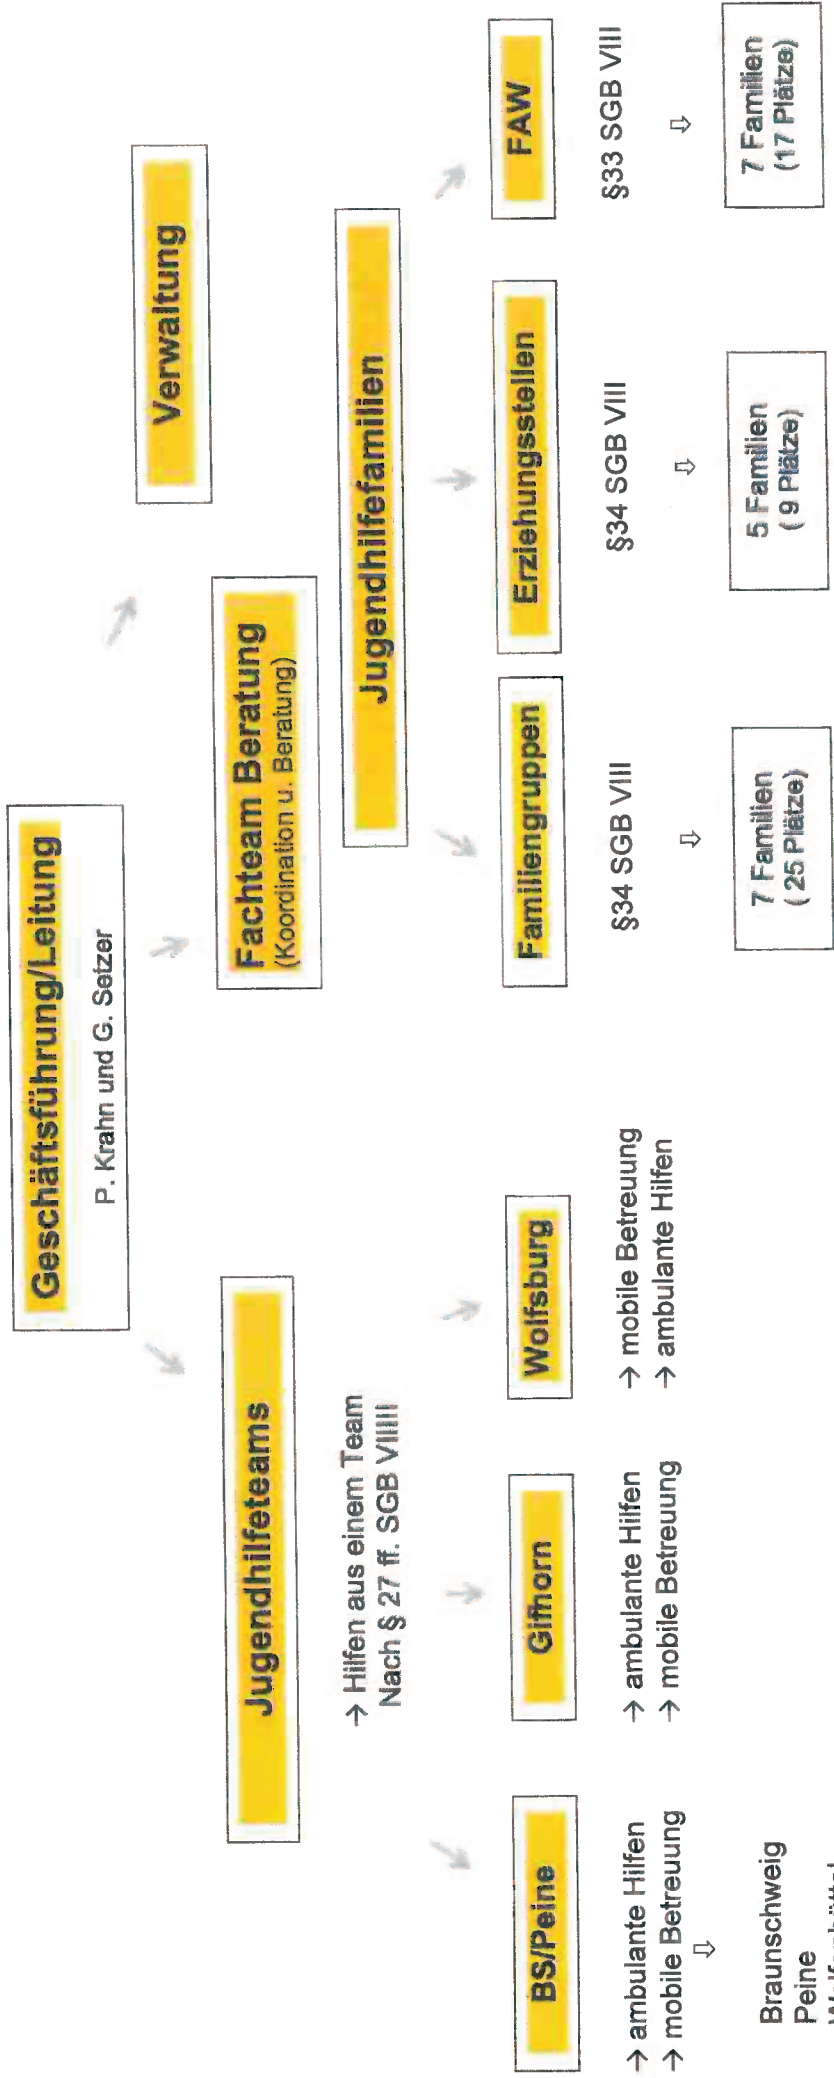 Geschäftsführung/Leitung
P. Krahn und G. Setzer
Verwaltung
Jugendhilfeteams
Fachteam Beratung
(Koordination u. Beratung)
→ Hilfen aus einem Team
Nach § 27 ff. SGB VIIII
Jugendhilfefamilien
BS/Peine
Gifhorn
Wolfsburg
Familiengruppen
Erziehungsstellen
FAW
→ ambulante Hilfen
→ mobile Betreuung
→ ambulante Hilfen
→ mobile Betreuung
→ mobile Betreuung
→ ambulante Hilfen
§34 SGB VIII
§34 SGB VIII
§33 SGB VIII
Braunschweig
Peine
7 Familien
( 25 Plätze)
5 Familien
( 9 Plätze)
7 Familien
(17 Plätze)